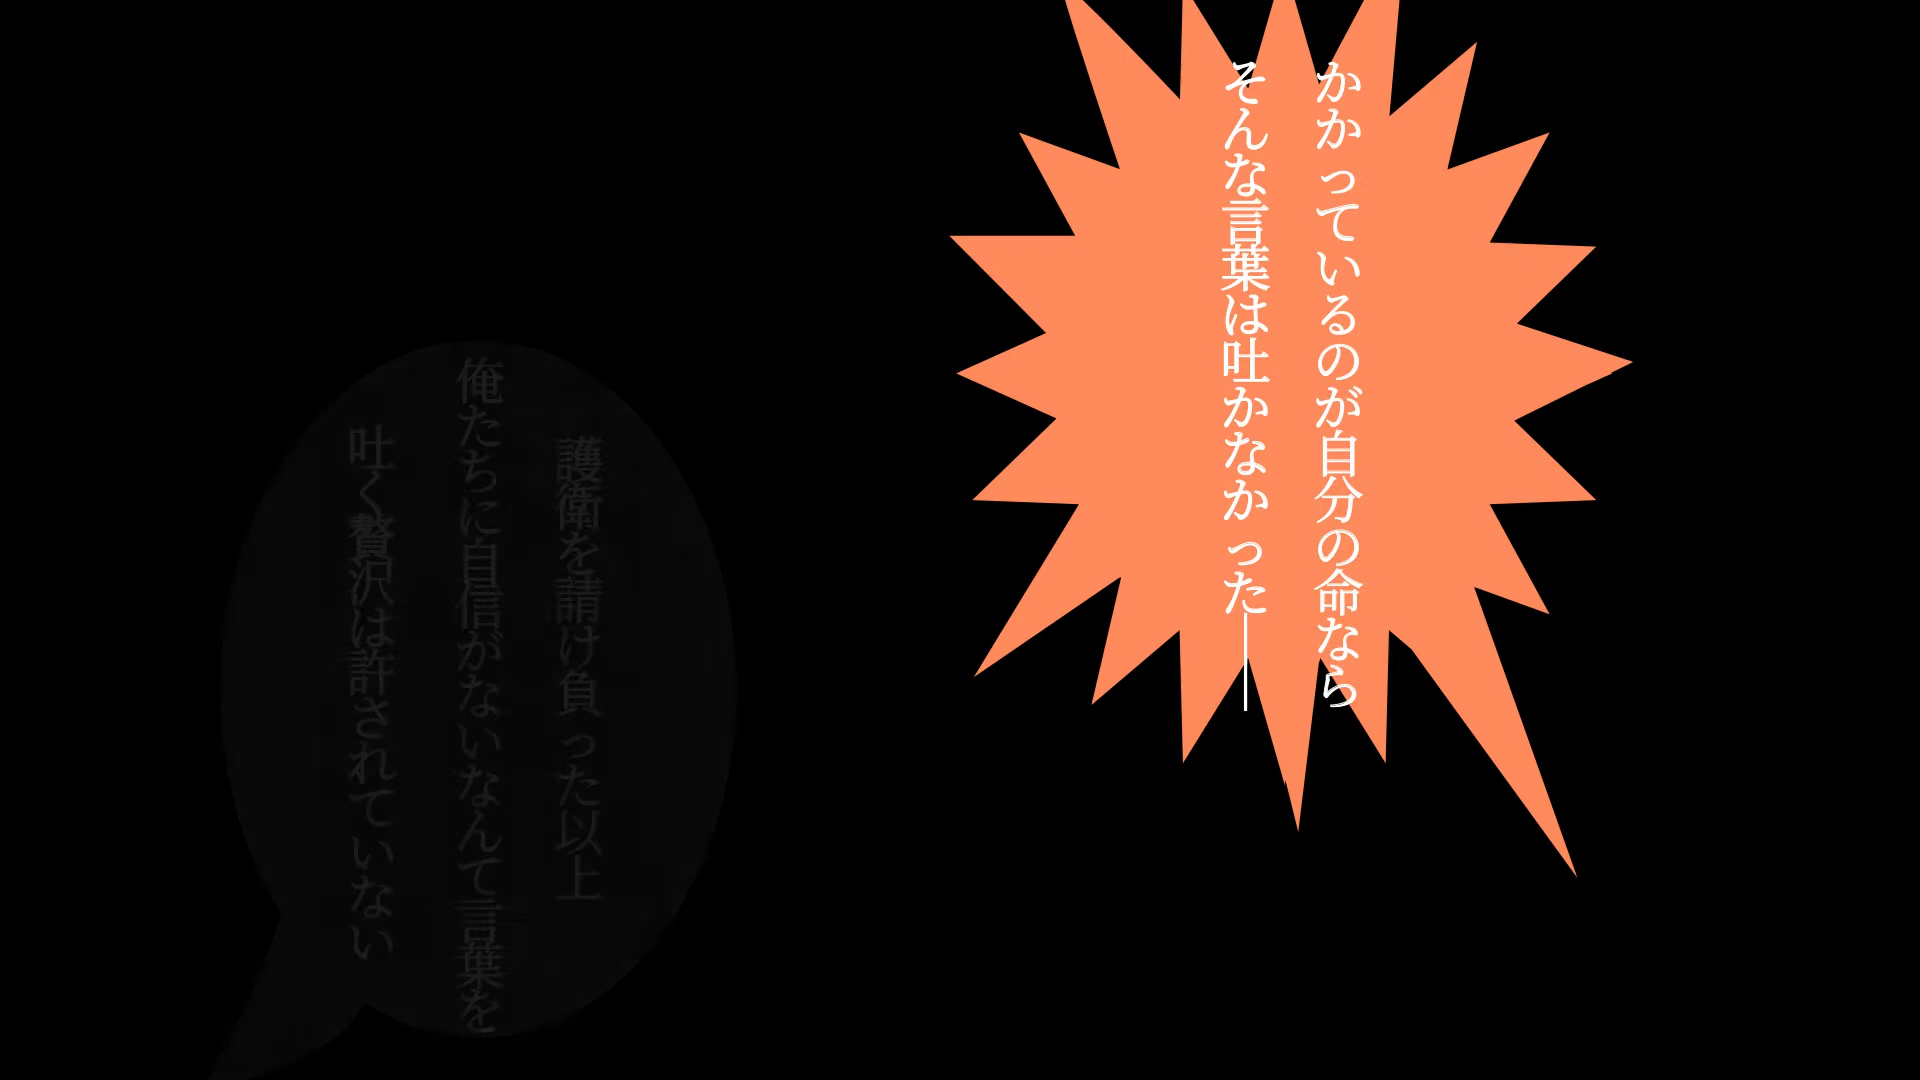 かかっているのが自分の命なら
そんな言葉は吐かなかった――
護衛を請け負った以上
俺たちに自信がないなんて言葉を
吐く贅沢は許されていない